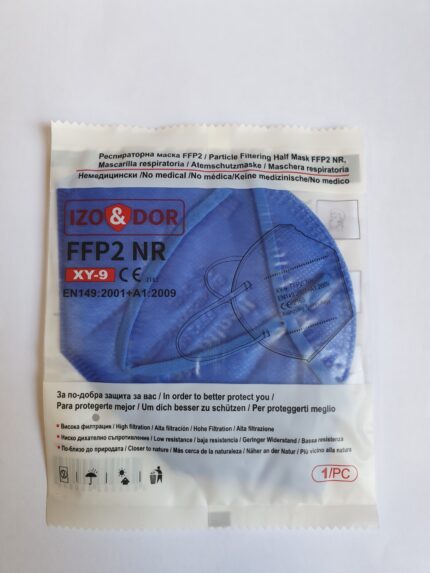 Респираторна маска FFP2 / Particle Filtering Half Mask FFP2 NR,
Mascarilla respiratoria / Atemschutzmaske / Maschera respiratoria
Немедицински /No medical /No médica/Keine medizinische/No medico
IZO&DOR
FFP2 NR
XY-9 CE
EN149:2001+A1:2009
За по-добра защита за вас / In order to better protect you /
Para protegerte mejor / Um dich besser zu schützen / Per proteggerti meglio
• Висока филтрация / High filtration / Alta filtración / Hohe Filtration / Alta filtrazione
• Ниско дихателно съпротивление / Low resistance / baja resistencia / Geringer Widerstand / Bassa resistenza
• По-близо до природата / Closer to nature / Más cerca de la naturaleza / Näher an der Natur / Più vicino alla natura
1/PC